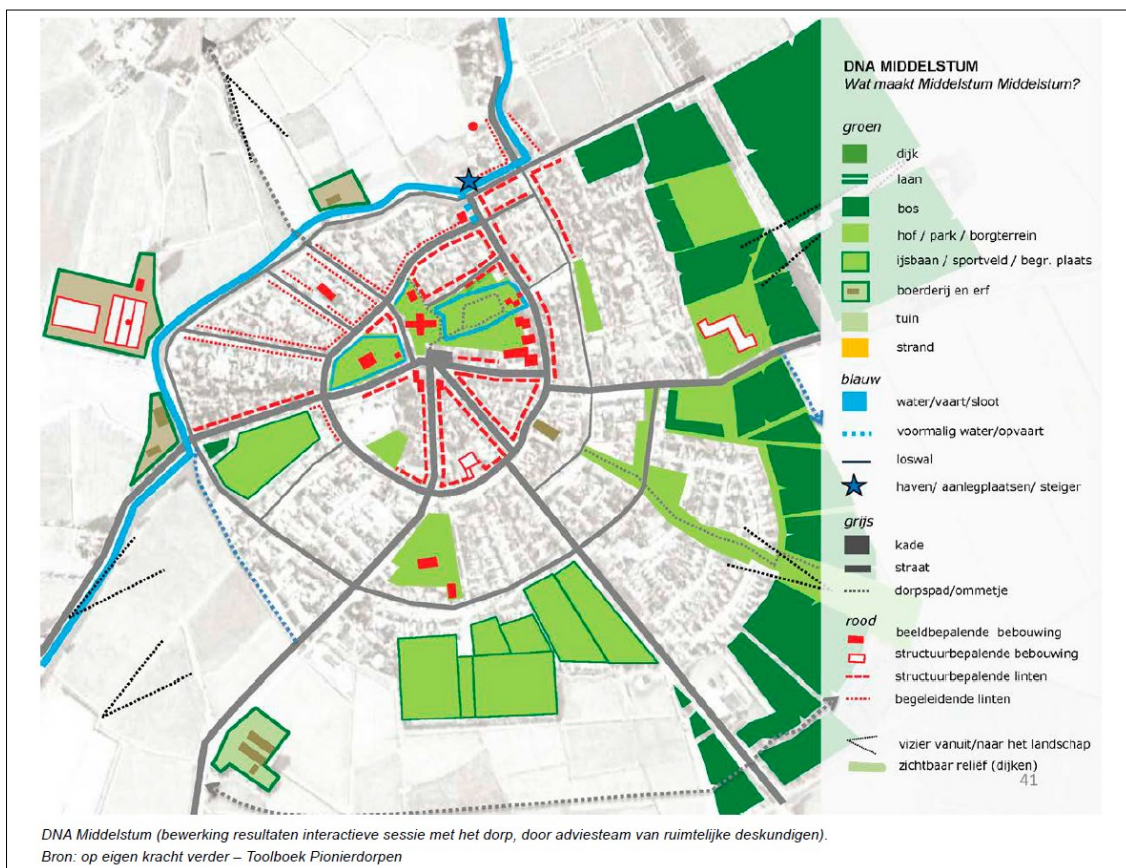 DNA MIDDELSTUM
Wat maakt Middelstum Middelstum?
groen
dijk
laan
bos
hof / park / borgterrein
ijsbaan / sportveld / begr. plaats
boerderij en erf
tuin
strand
blauw
water/vaart/sloot
voormalig water/opvaart
loswal
haven/ aanlegplaatsen/ steiger
grijs
kade
straat
dorpspad/ommetje
rood
beeldbepalende bebouwing
structuurbepalende bebouwing
structuurbepalende linten
begeleidende linten
vizier vanuit/naar het landschap
zichtbaar reliëf (dijken)
41
DNA Middelstum (bewerking resultaten interactieve sessie met het dorp, door adviesteam van ruimtelijke deskundigen).
Bron: op eigen kracht verder – Toolboek Pionierdorpen